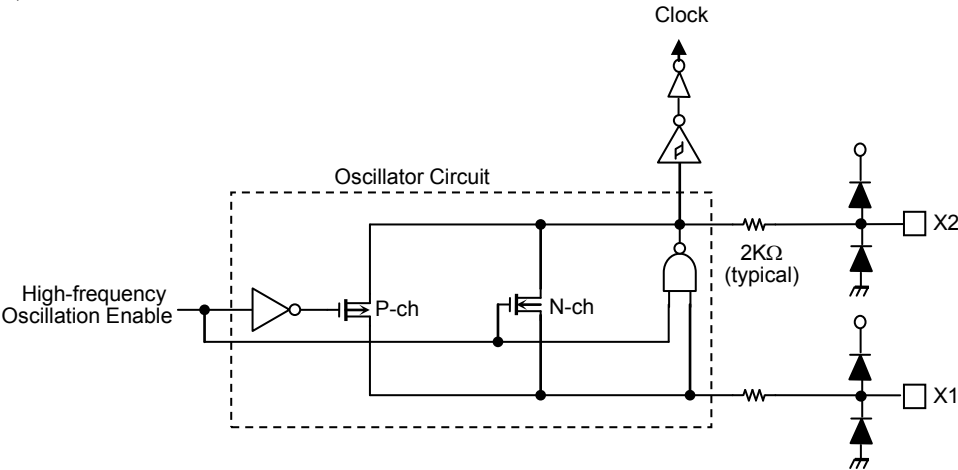 Clock
Oscillator Circuit
X2
2KΩ
(typical)
High-frequency
Oscillation Enable
P-ch
N-ch
X1